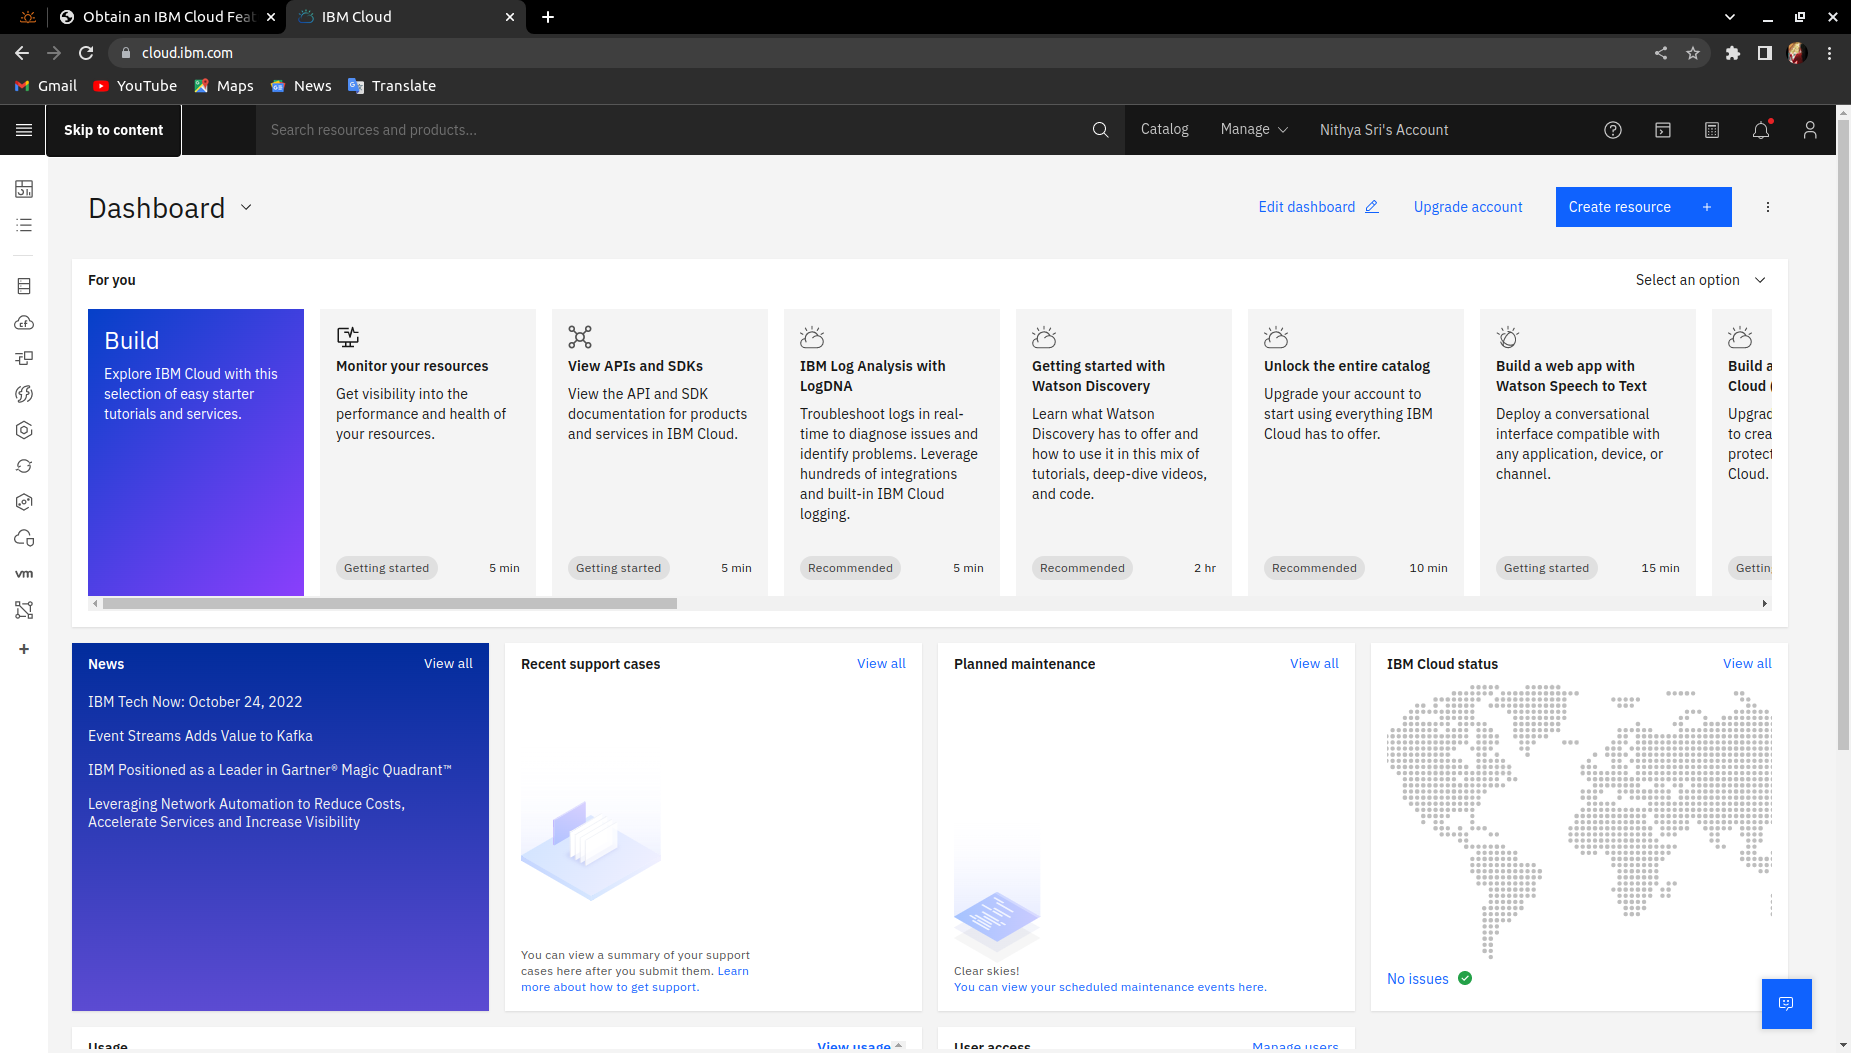 Obtain an IBM Cloud Feat
IBM Cloud
cloud.ibm.com
Gmail
YouTube
Maps
News
Translate
Skip to content
Search resources and products...
Catalog
Manage
Nithya Sri's Account
Dashboard
Edit dashboard
Upgrade account
Create resource +
For you
Select an option
Build
Explore IBM Cloud with this
selection of easy starter
tutorials and services.
Monitor your resources
Get visibility into the
performance and health of
your resources.
Getting started
5 min
View APIs and SDKs
View the API and SDK
documentation for products
and services in IBM Cloud.
Getting started
5 min
IBM Log Analysis with
LogDNA
Troubleshoot logs in real-
time to diagnose issues and
identify problems. Leverage
hundreds of integrations
and built-in IBM Cloud
logging.
Recommended
5 min
Getting started with
Watson Discovery
Learn what Watson
Discovery has to offer and
how to use it in this mix of
tutorials, deep-dive videos,
and code.
Recommended
2 hr
Unlock the entire catalog
Upgrade your account to
start using everything IBM
Cloud has to offer.
Recommended
10 min
Build a web app with
Watson Speech to Text
Deploy a conversational
interface compatible with
any application, device, or
channel.
Getting started
15 min
Build a
Cloud (
Upgrad
to crea
protect
Cloud.
Gettin
vm
News
View all
IBM Tech Now: October 24, 2022
Event Streams Adds Value to Kafka
IBM Positioned as a Leader in Gartner® Magic Quadrant™
Leveraging Network Automation to Reduce Costs,
Accelerate Services and Increase Visibility
Recent support cases
View all
You can view a summary of your support
cases here after you submit them. Learn
more about how to get support.
Planned maintenance
View all
Clear skies!
You can view your scheduled maintenance events here.
IBM Cloud status
View all
No issues
Usage
View usage
User access
Manage users